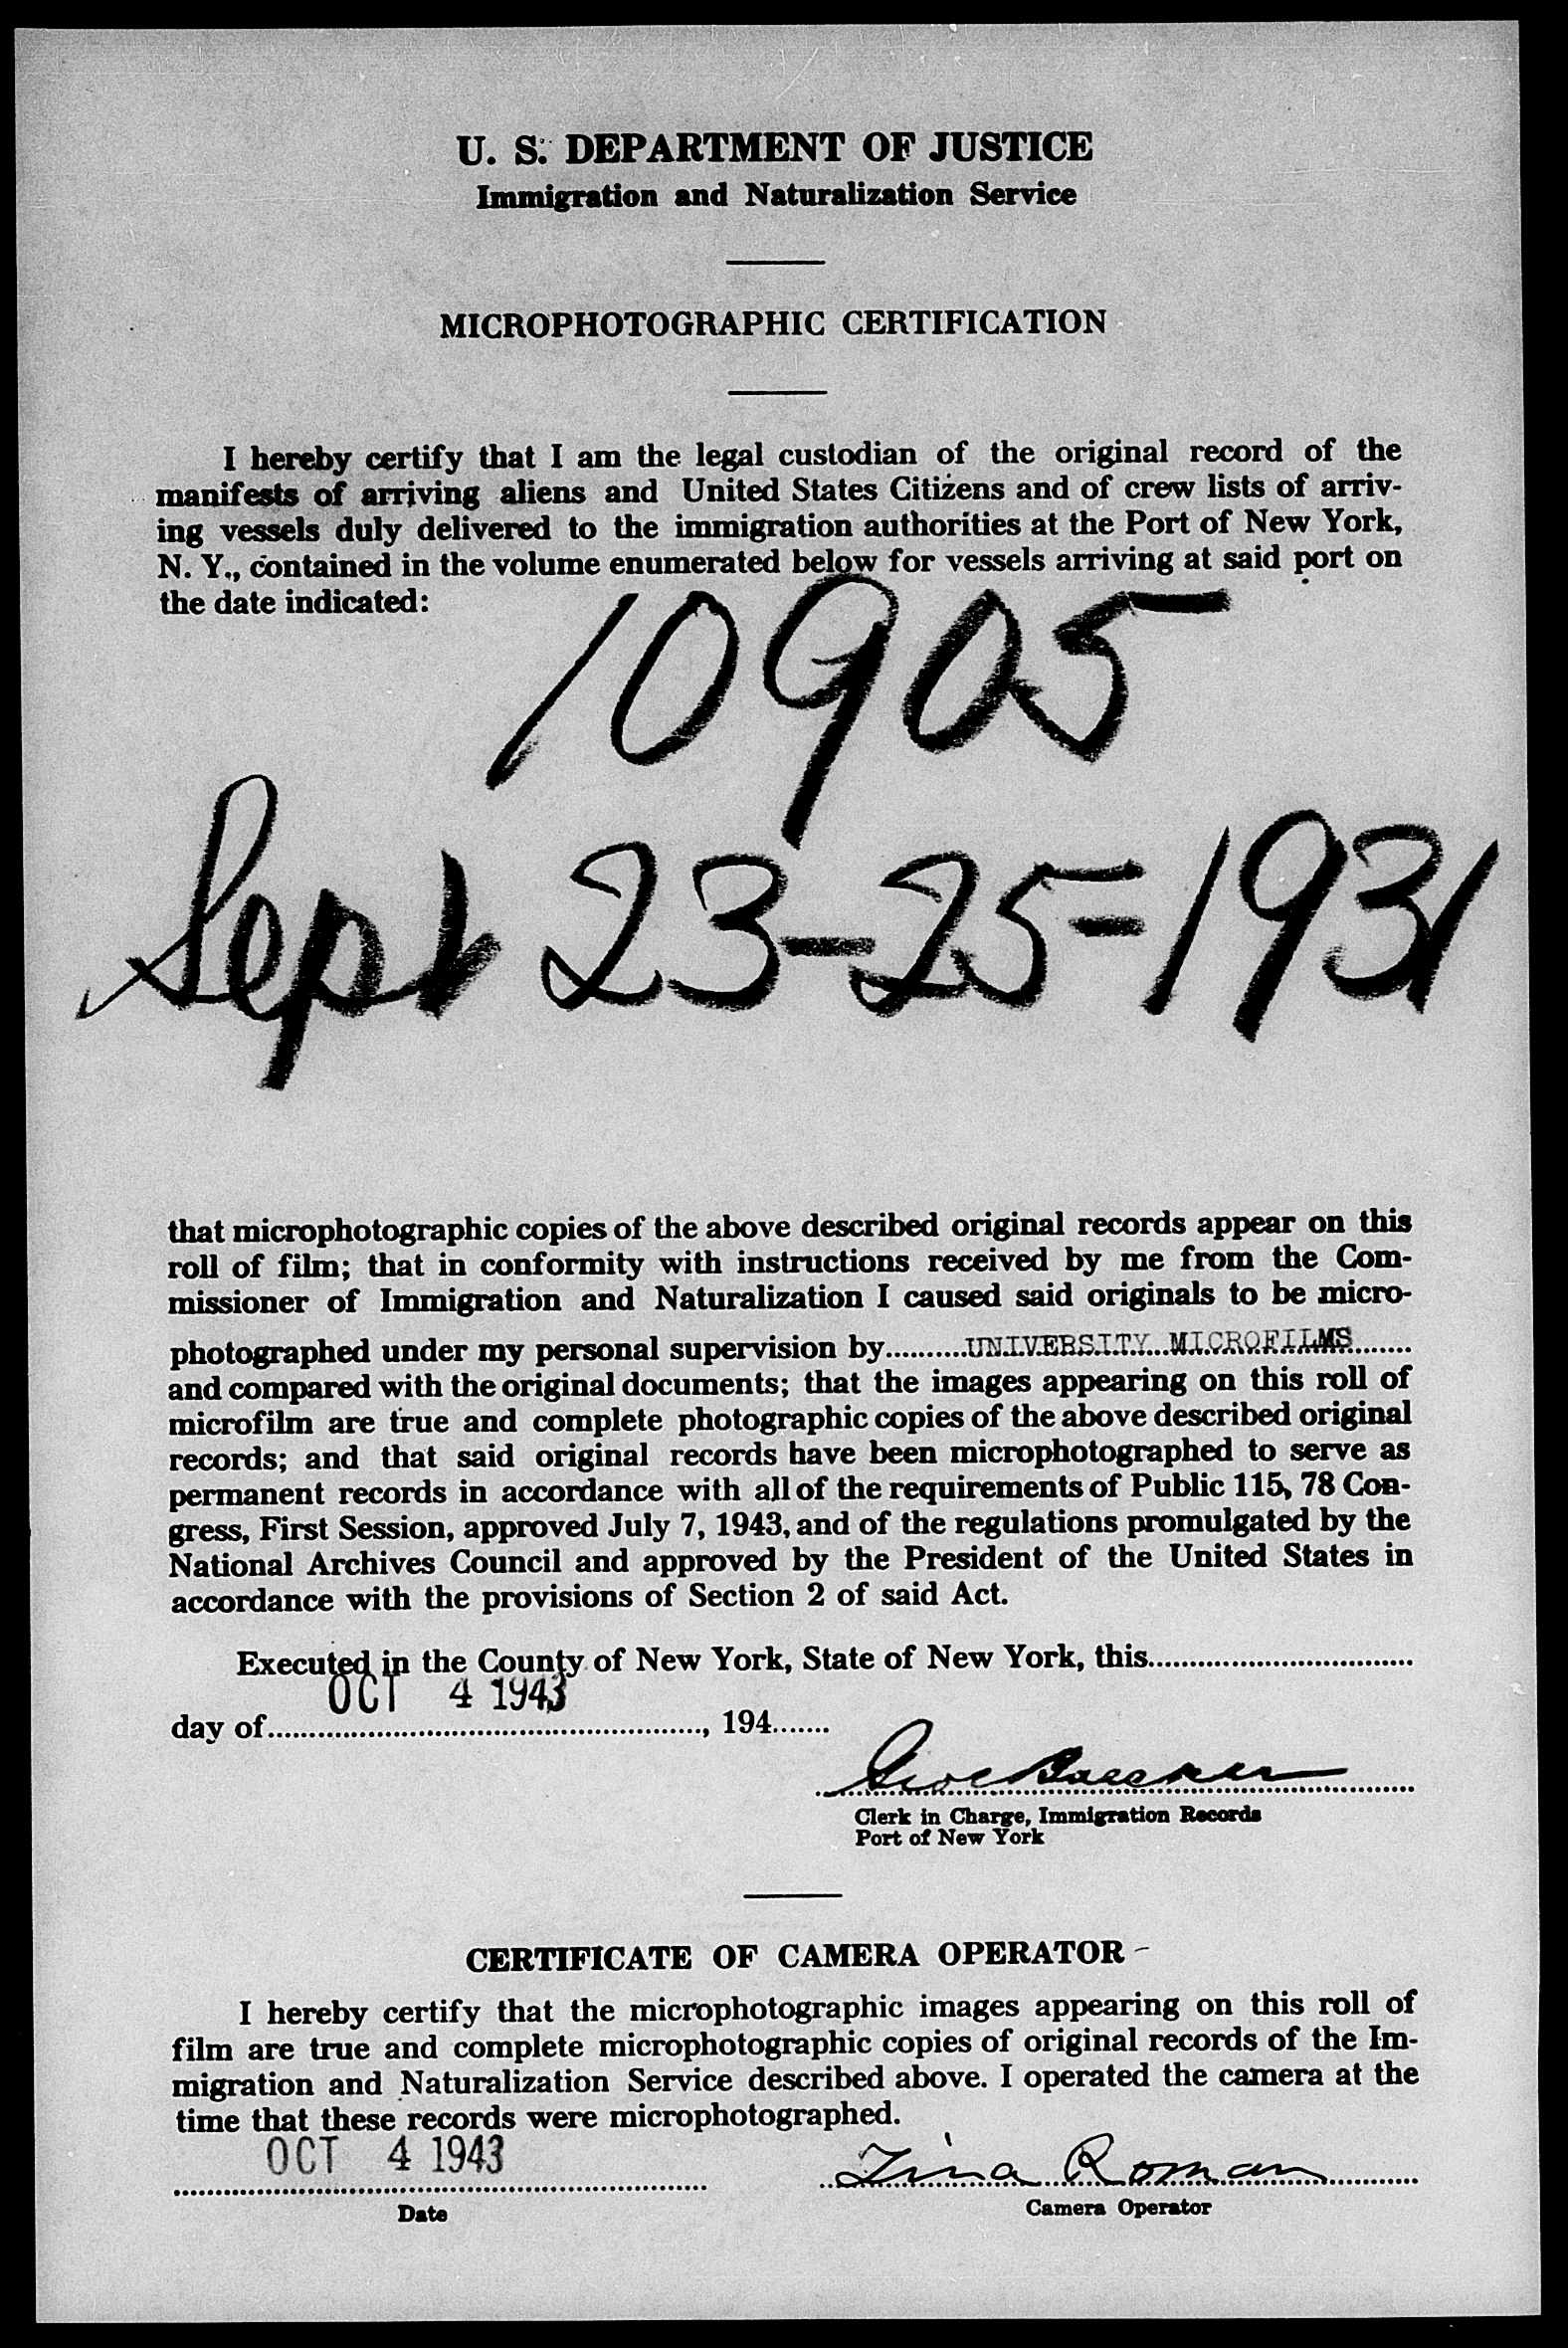 U. S. DEPARTMENT OF JUSTICE
Immigration and Naturalization Service
MICROPHOTOGRAPHIC CERTIFICATION
I hereby certify that I am the legal custodian of the original record of the
manifests of arriving aliens and United States Citizens and of crew lists of arriv-
ing vessels duly delivered to the immigration authorities at the Port of New York,
N. Y., contained in the volume enumerated below for vessels arriving at said port on
the date indicated:
10905
Sept 23-25=1931
that microphotographic copies of the above described original records appear on this
roll of film; that in conformity with instructions received by me from the Com-
missioner of Immigration and Naturalization I caused said originals to be micro-
photographed under my personal supervision by..........UNIVERSITY MICROFILMS.......
and compared with the original documents; that the images appearing on this roll of
microfilm are true and complete photographic copies of the above described original
records; and that said original records have been microphotographed to serve as
permanent records in accordance with all of the requirements of Public 115, 78 Con-
gress, First Session, approved July 7, 1943, and of the regulations promulgated by the
National Archives Council and approved by the President of the United States in
accordance with the provisions of Section 2 of said Act.
Executed in the County of New York, State of New York, this................................
OCT 4 1943
day of...................................................., 194.......
Clerk in Charge, Immigration Records
Port of New York
CERTIFICATE OF CAMERA OPERATOR
I hereby certify that the microphotographic images appearing on this roll of
film are true and complete microphotographic copies of original records of the Im-
migration and Naturalization Service described above. I operated the camera at the
time that these records were microphotographed.
OCT 4 1943
Tina Roman
Date
Camera Operator